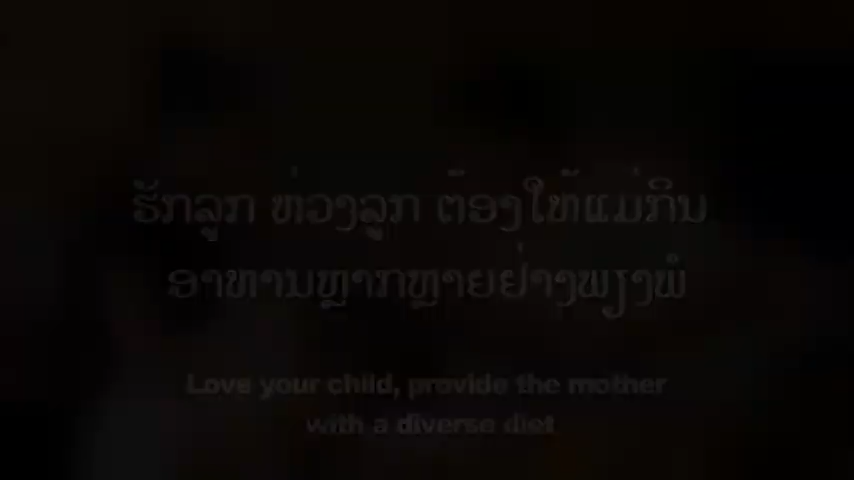 ຮັກລູກ ຫ່ວງລູກ ຕ້ອງໃຫ້ແມ່ກິນ
ອາຫານຫຼາກຫຼາຍຢ່າງພຽງພໍ
Love your child, provide the mother
with a diverse diet